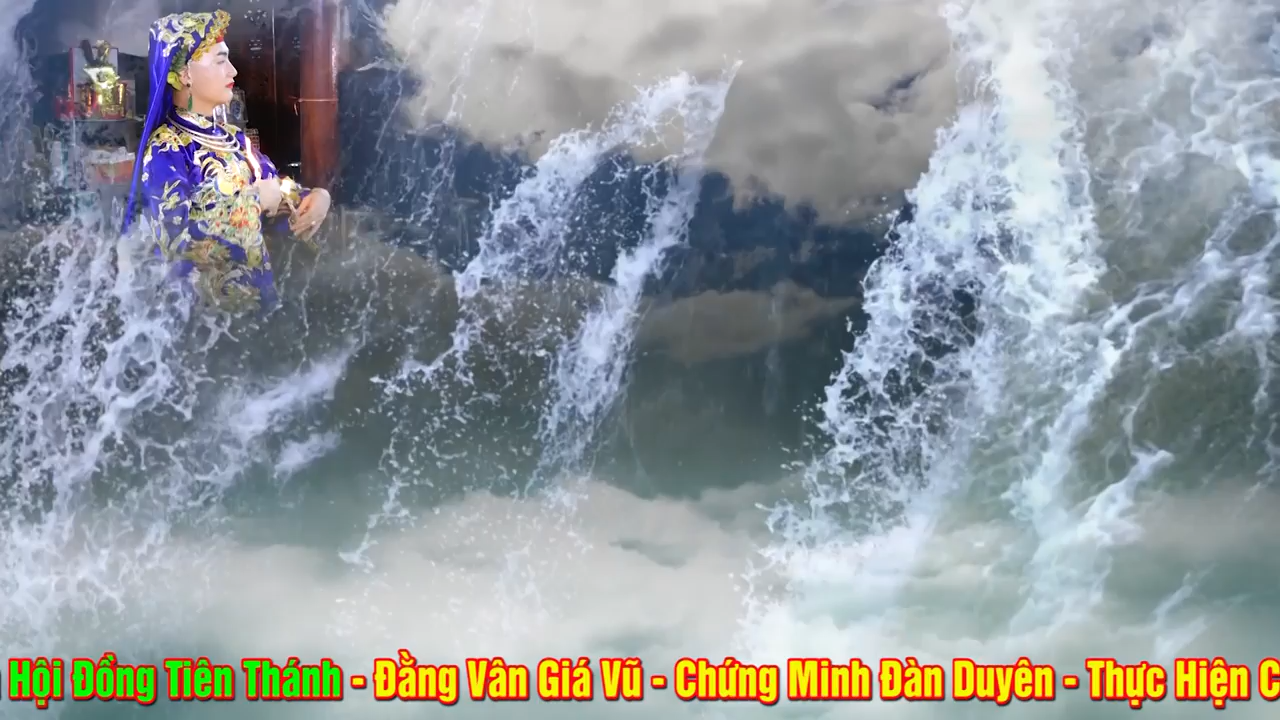 Hội Đồng Tiên Thánh - Đằng Vân Giá Vũ - Chứng Minh Đàn Duyên - Thực Hiện